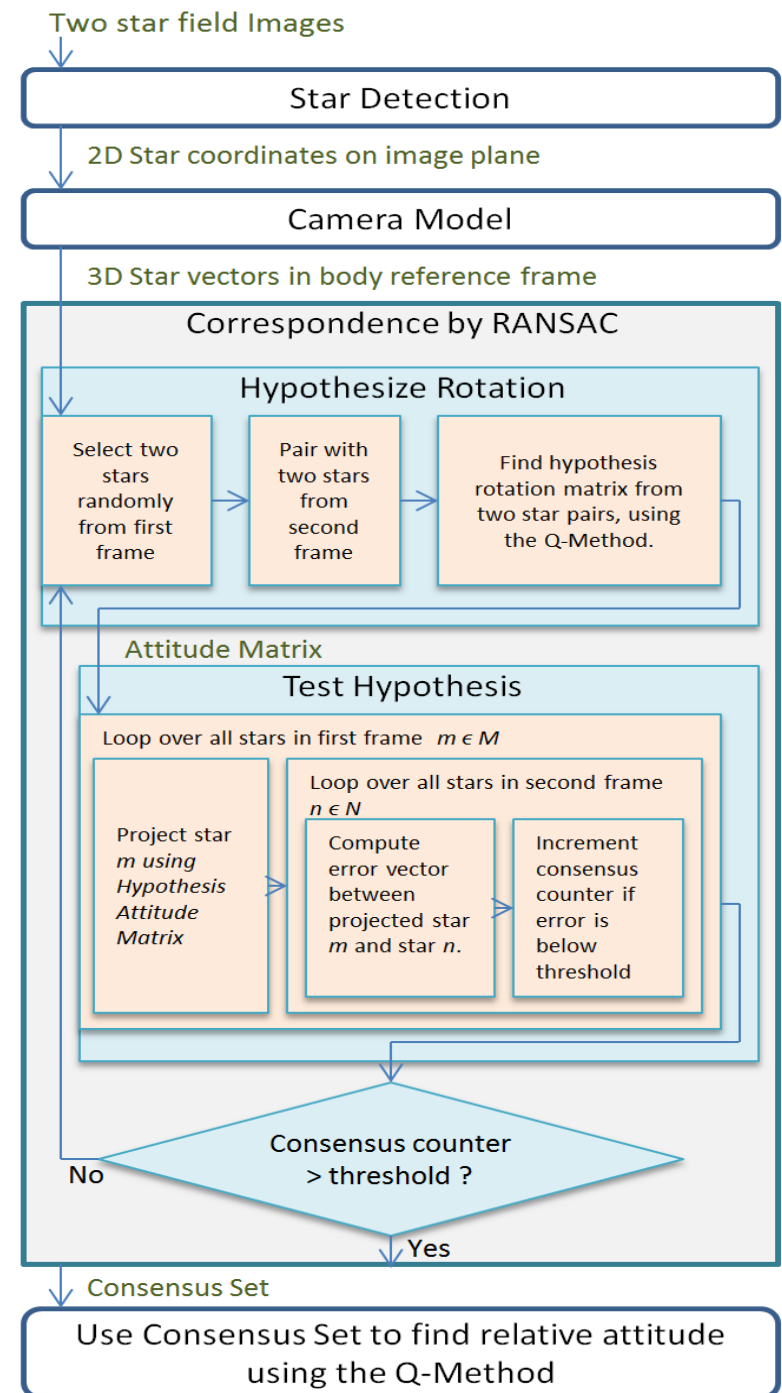 Two star field Images
Star Detection
2D Star coordinates on image plane
Camera Model
3D Star vectors in body reference frame
Correspondence by RANSAC
Hypothesize Rotation
Select two
stars
randomly
from first
frame
Pair with
two stars
from
second
frame
Find hypothesis
rotation matrix from
two star pairs, using
the Q-Method.
Attitude Matrix
Test Hypothesis
Loop over all stars in first frame m ϵ M
Project star
m using
Hypothesis
Attitude
Matrix
Loop over all stars in second frame
n ϵ N
Compute
error vector
between
projected star
m and star n.
Increment
consensus
counter if
error is
below
threshold
Consensus counter
> threshold ?
No
Yes
Consensus Set
Use Consensus Set to find relative attitude
using the Q-Method